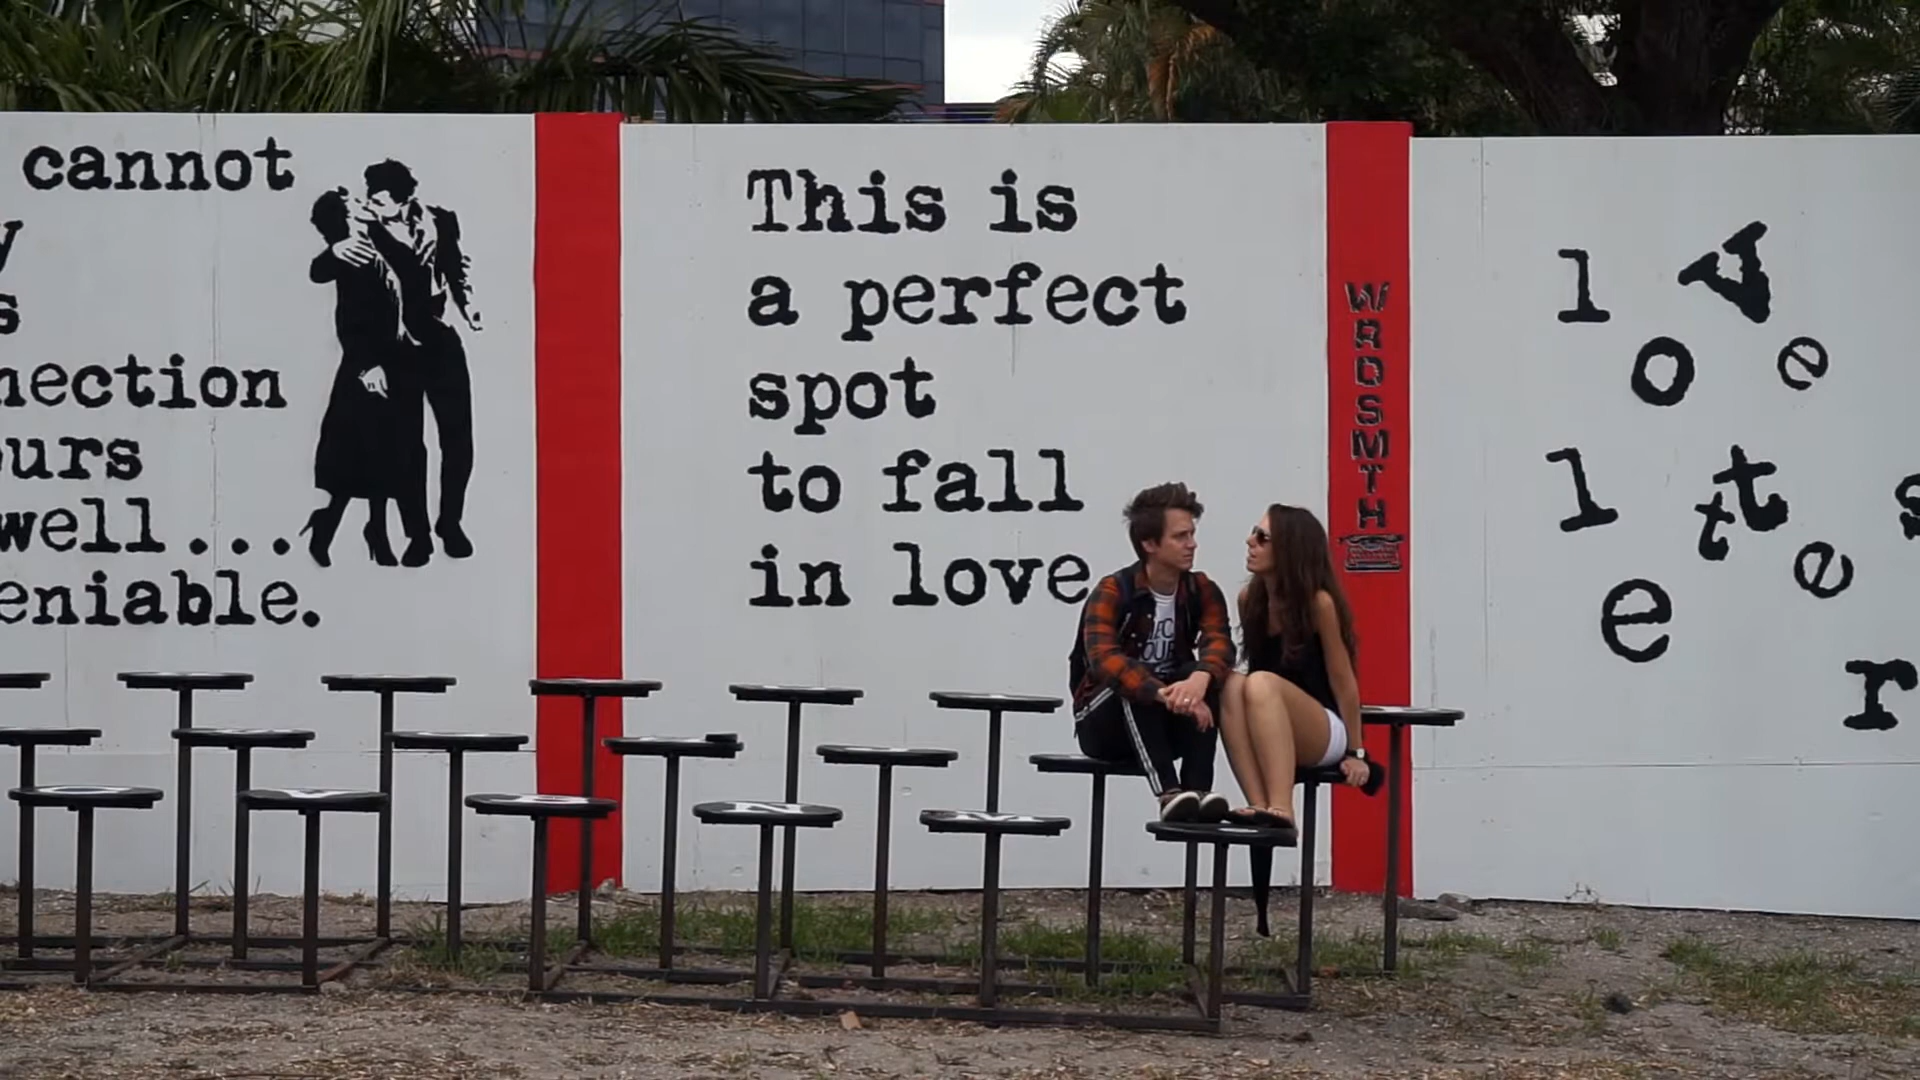 cannot
y
s
nection
ours
well...
eniable.
This is
a perfect
spot
to fall
in love
WRDSMTH
love
letters